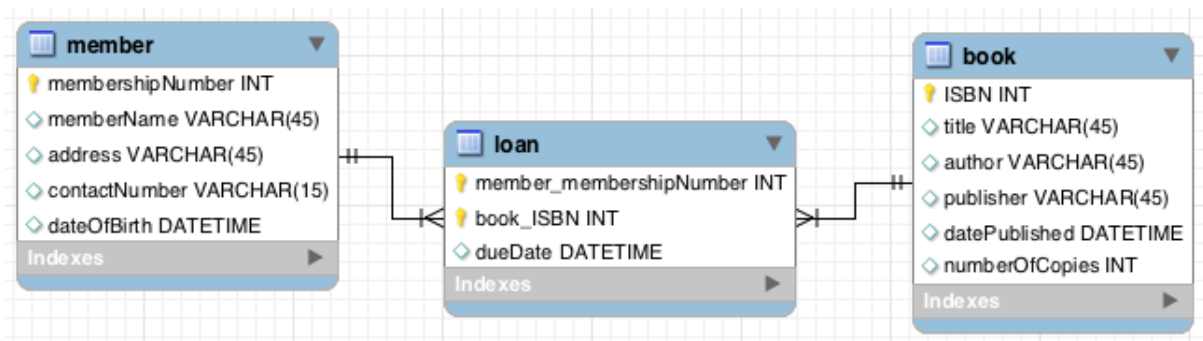 member
membershipNumber INT
memberName VARCHAR(45)
address VARCHAR(45)
contactNumber VARCHAR(15)
dateOfBirth DATETIME
Indexes
loan
member_membershipNumber INT
book_ISBN INT
dueDate DATETIME
Indexes
book
ISBN INT
title VARCHAR(45)
author VARCHAR(45)
publisher VARCHAR(45)
datePublished DATETIME
numberOfCopies INT
Indexes